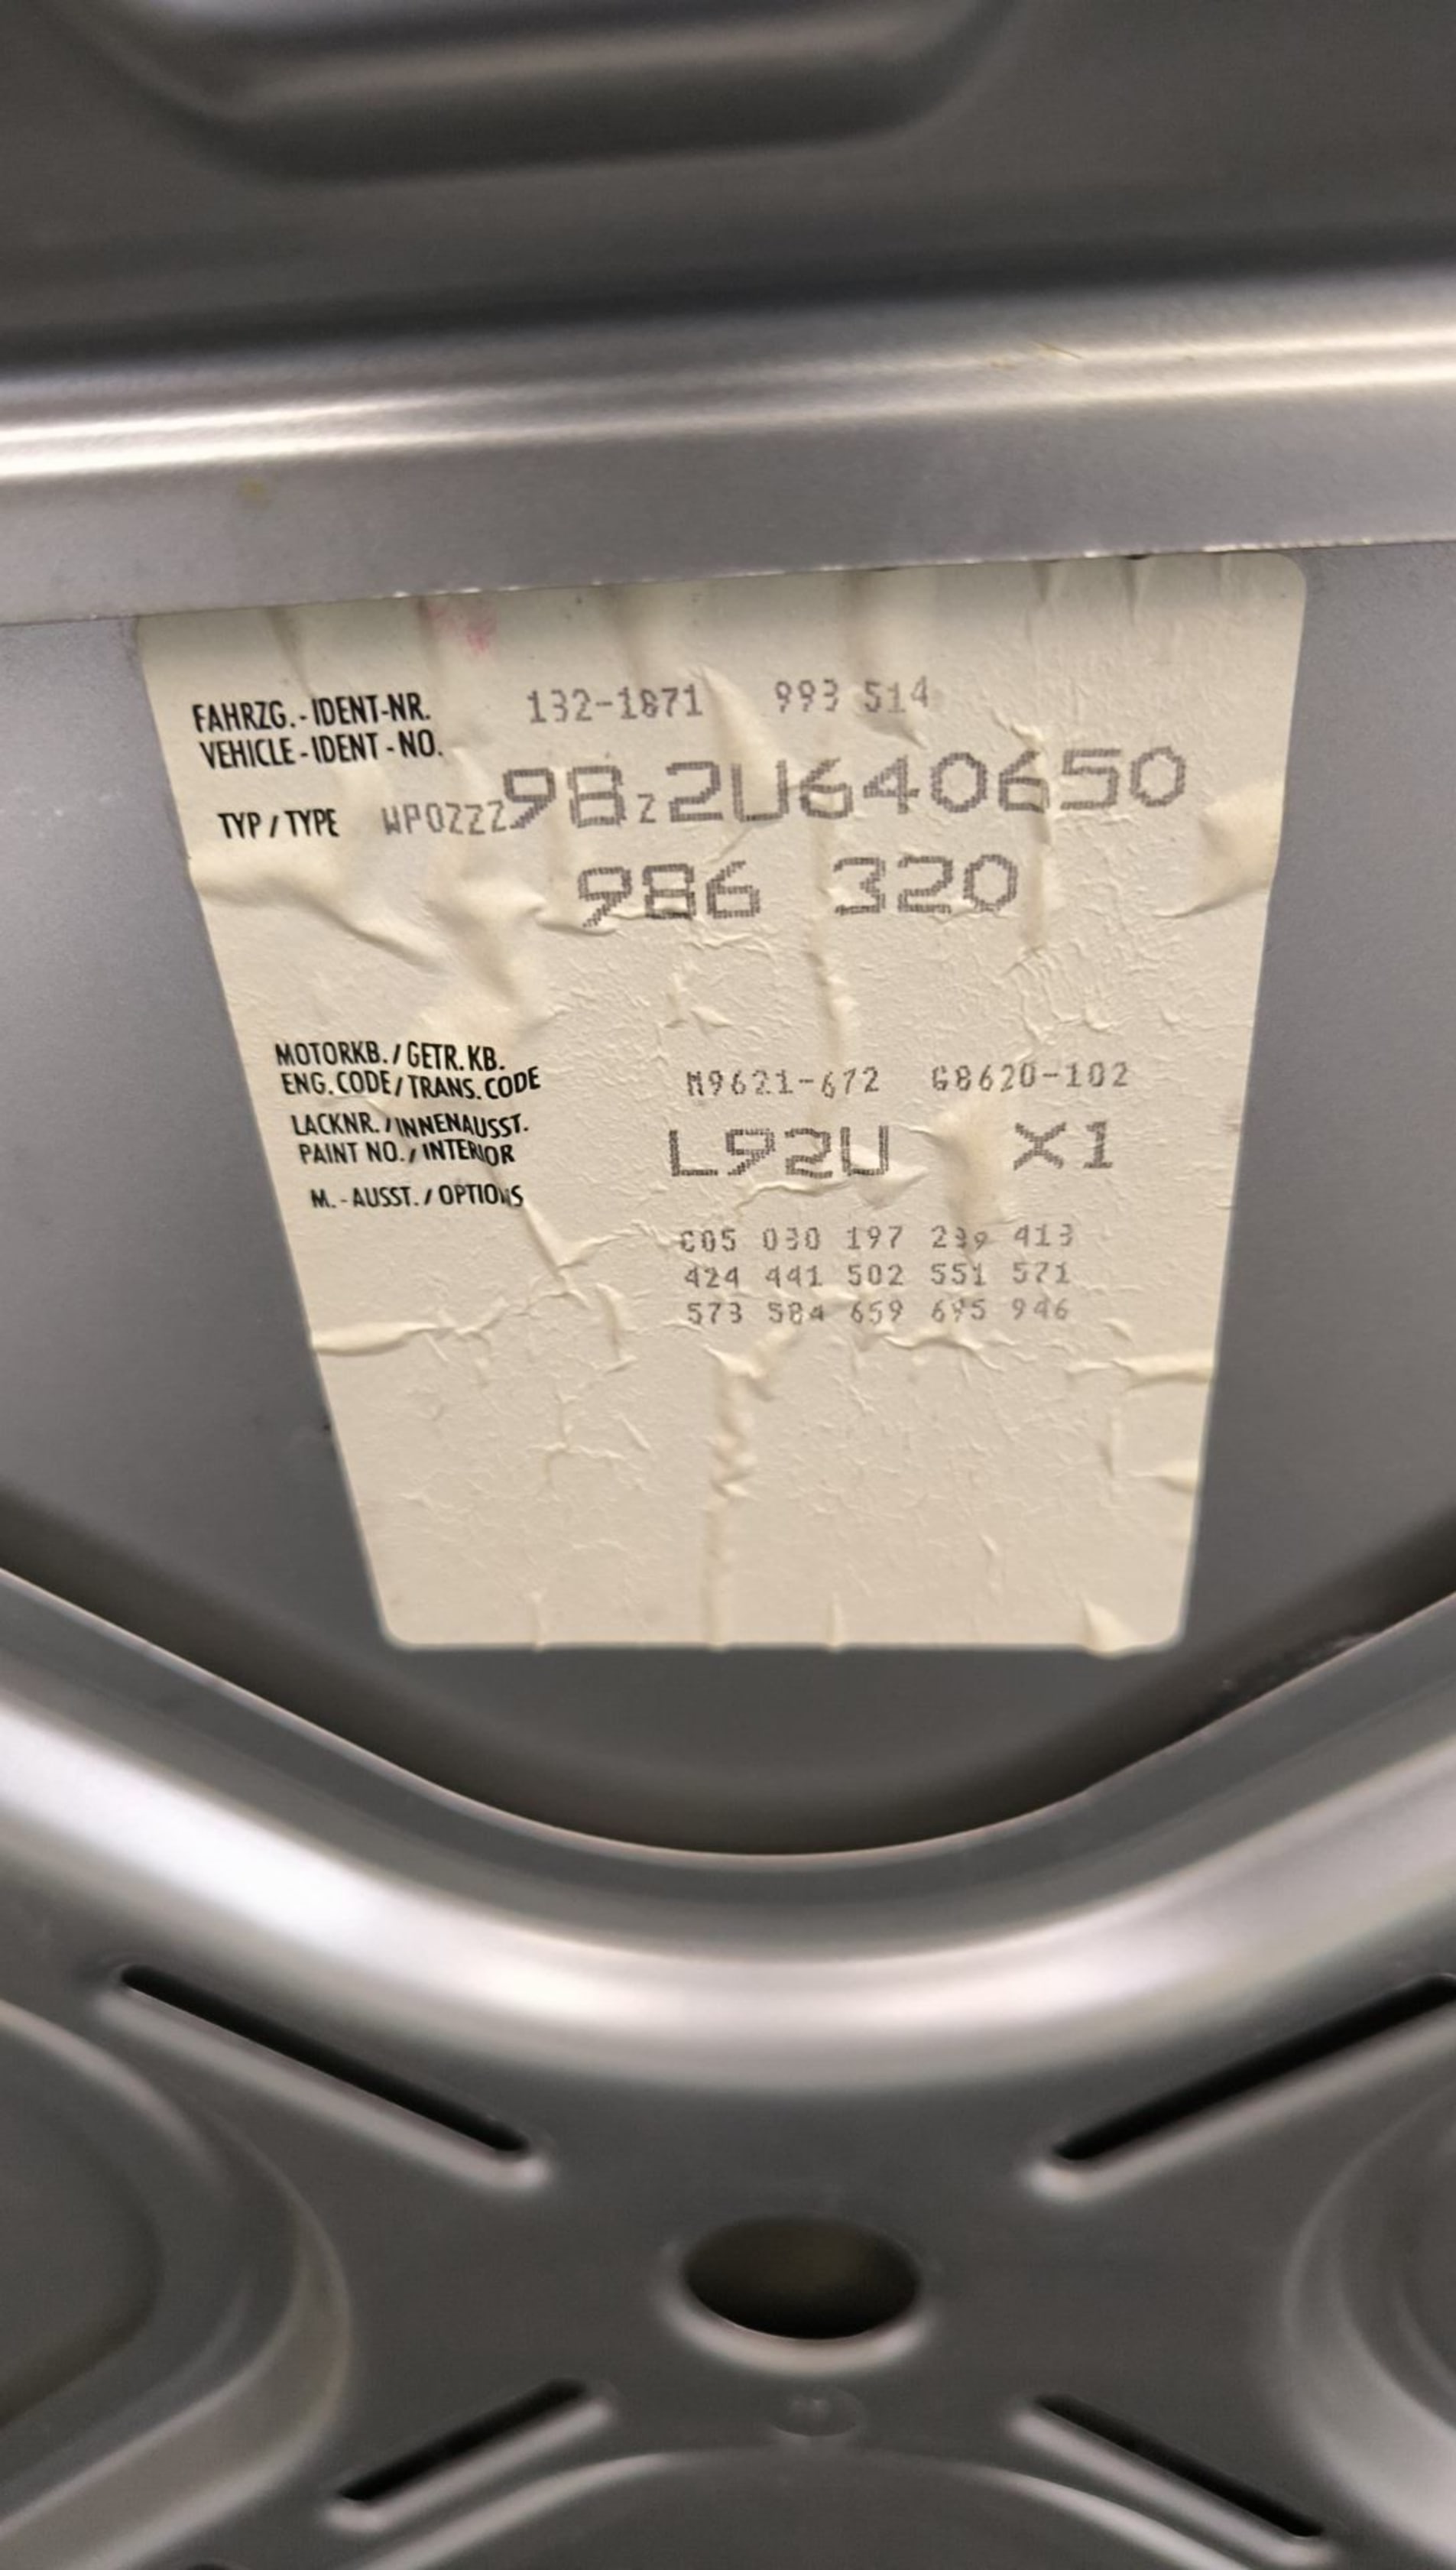 FAHRZG.-IDENT-NR. 132-1871 993 514
VEHICLE-IDENT-NO.
TYP / TYPE WP0ZZZ98Z2U640650
986 320
MOTORKB. / GETR. KB.
ENG. CODE / TRANS. CODE M9621-672 G8620-102
LACKNR. / INNENAUSST.
PAINT NO. / INTERIOR L92U X1
M.-AUSST. / OPTIONS
C05 030 197 239 413
424 441 502 551 571
573 584 659 695 946